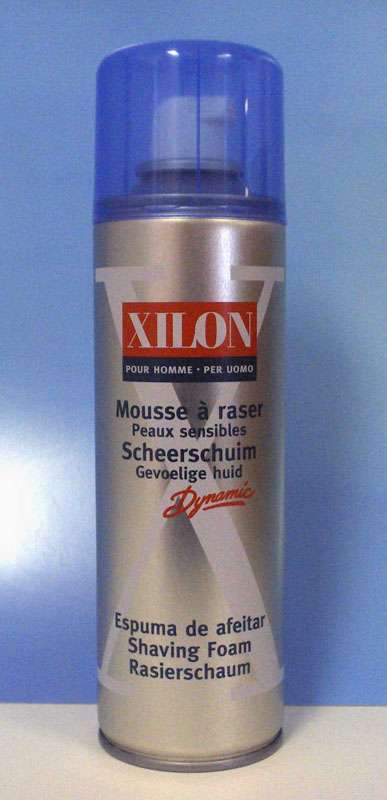 XILON
POUR HOMME · PER UOMO
Mousse à raser
Peaux sensibles
Scheerschuim
Gevoelige huid
Dynamic
Espuma de afeitar
Shaving Foam
Rasierschaum